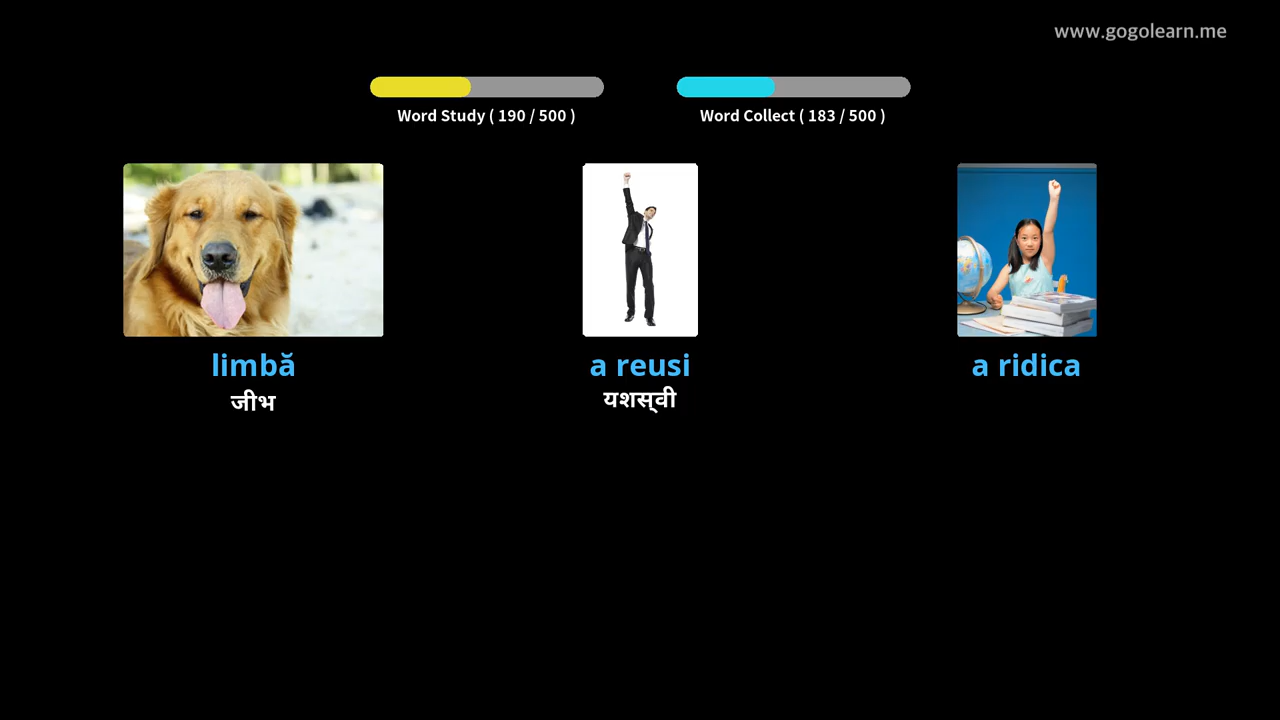 www.gogolearn.me
Word Study ( 190 / 500 )
Word Collect ( 183 / 500 )
limbă
a reusi
a ridica
जीभ
यशस्‌वी